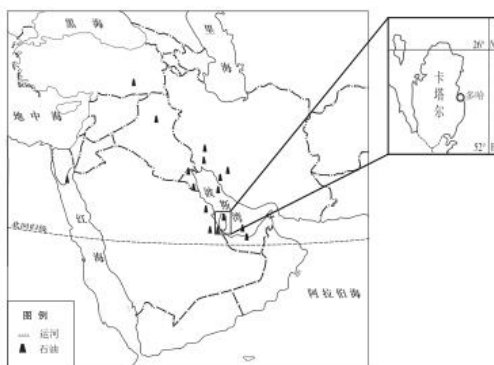 黑海
里海
地中海
波斯湾
红海
北回归线
阿拉伯海
图例
运河
石油
26° N
卡塔尔
多哈
52° E